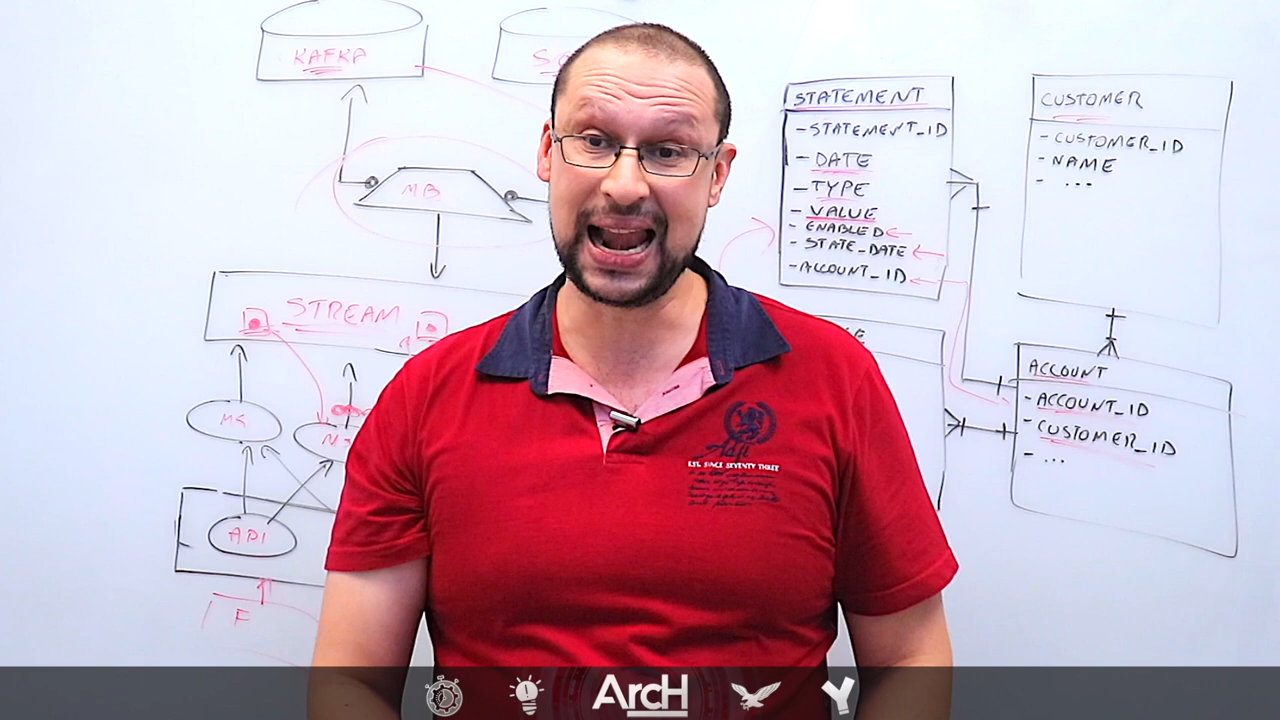 KAFKA
MB
STREAM
MS
API
F
STATEMENT
- STATEMENT_ID
- DATE
- TYPE
- VALUE
- ENABLED
- STATE_DATE
- ACCOUNT_ID
CUSTOMER
- CUSTOMER_ID
- NAME
- ...
ACCOUNT
- ACCOUNT_ID
- CUSTOMER_ID
- ...
EST. SINCE SEVENTY THREE
ArcH